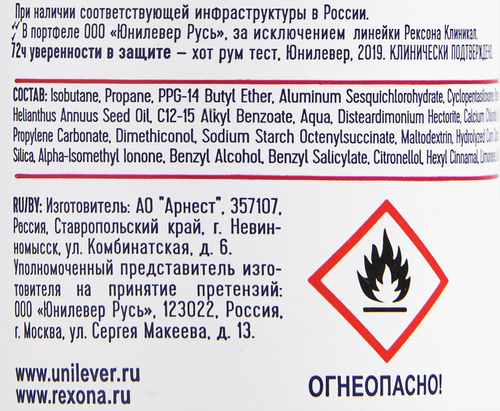 При наличии соответствующей инфраструктуры в России.
В портфеле ООО «Юнилевер Русь», за исключением линейки Рексона Клиникал.
72ч уверенности в защите – хот рум тест, Юнилевер, 2019. КЛИНИЧЕСКИ
СОСТАВ: Isobutane, Propane, PPG-14 Butyl Ether, Aluminum Sesquichlorohydrate, Cyclopentasiloxane,
Helianthus Annuus Seed Oil, C12-15 Alkyl Benzoate, Aqua, Disteardimonium Hectorite, Calcium
Propylene Carbonate, Dimethiconol, Sodium Starch Octenylsuccinate, Maltodextrin, Hydrolyzed Corn
Silica, Alpha-Isomethyl Ionone, Benzyl Alcohol, Benzyl Salicylate, Citronellol, Hexyl Cinnamal,
RU/BY: Изготовитель: АО "Арнест", 357107,
Россия, Ставропольский край, г. Невин-
номысск, ул. Комбинатская, д. 6.
Уполномоченный представитель изго-
товителя на принятие претензий:
ООО «Юнилевер Русь», 123022, Россия,
г. Москва, ул. Сергея Макеева, д. 13.
www.unilever.ru
www.rexona.ru
ОГНЕОПАСНО!